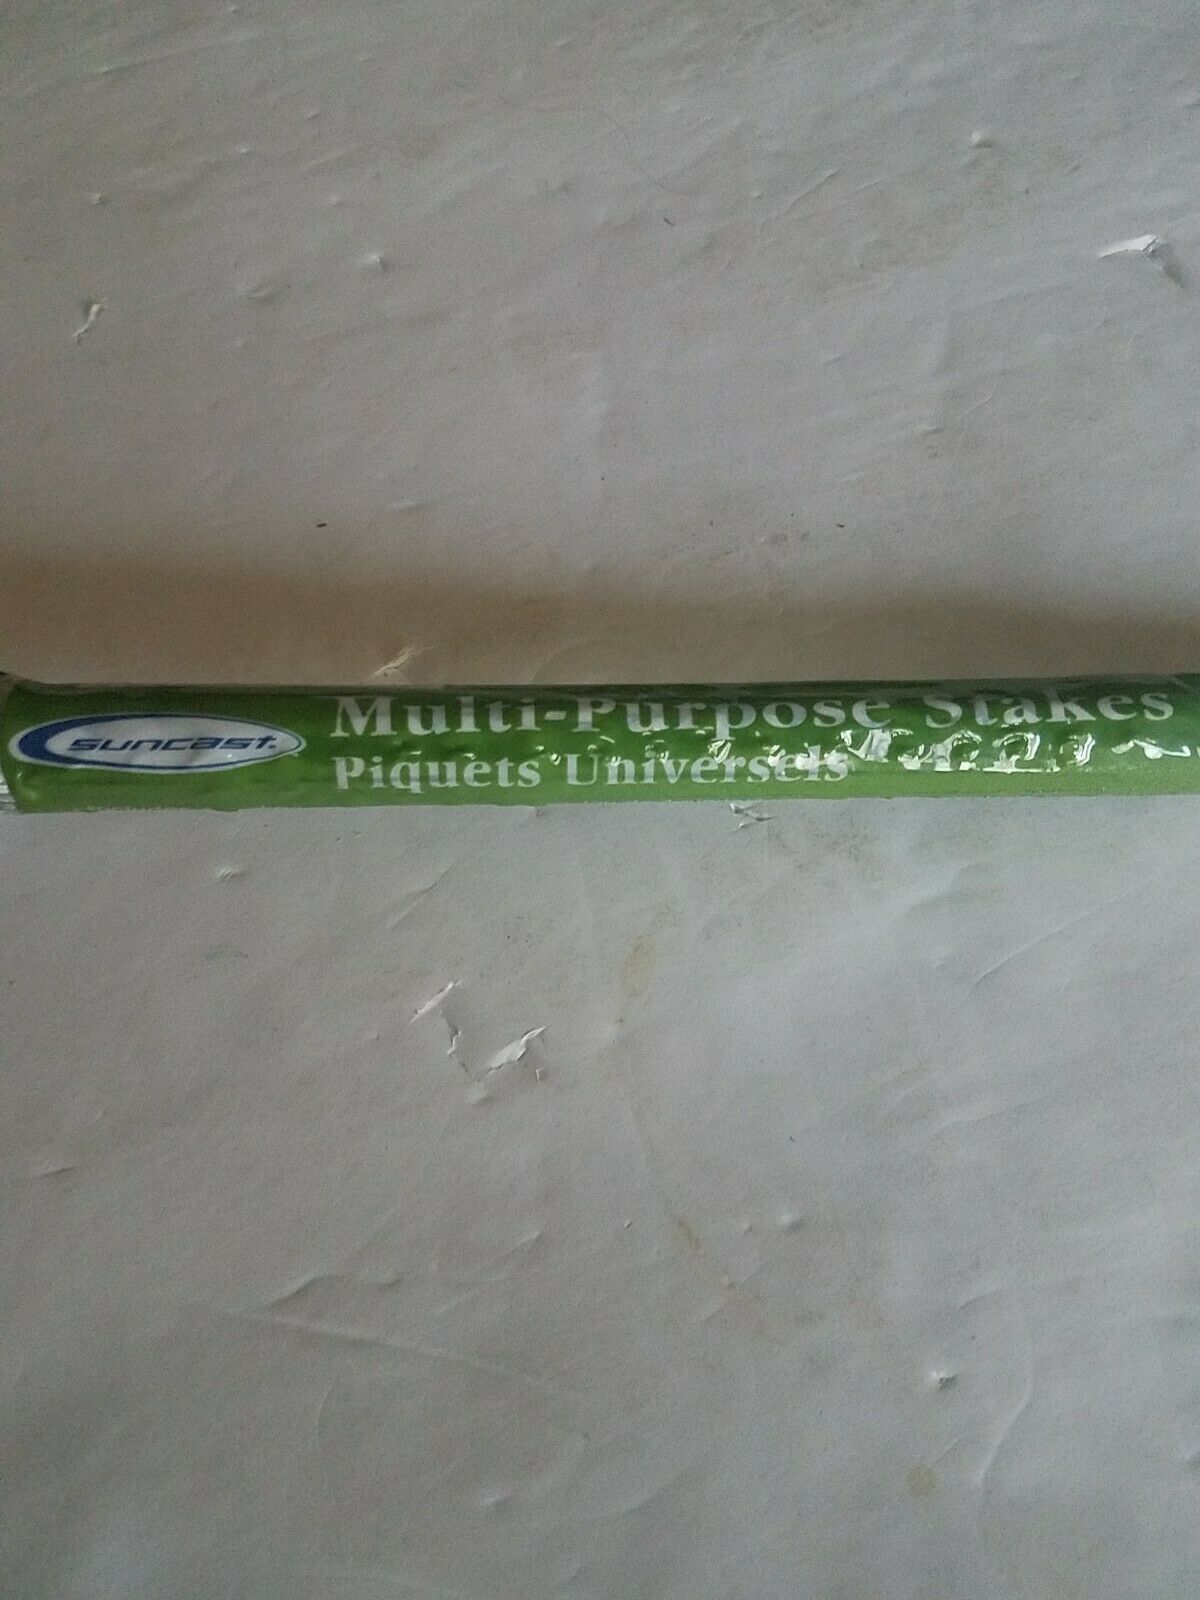 suncast.
Multi-Purpose Stakes
Piquets Universels